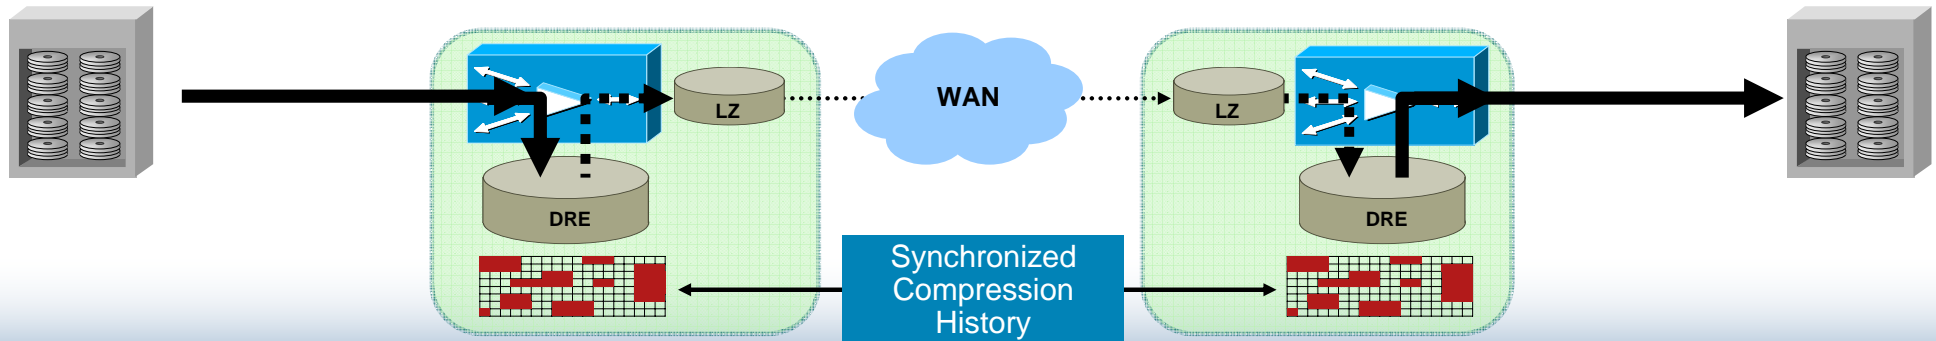 LZ
WAN
LZ
DRE
DRE
Synchronized
Compression
History